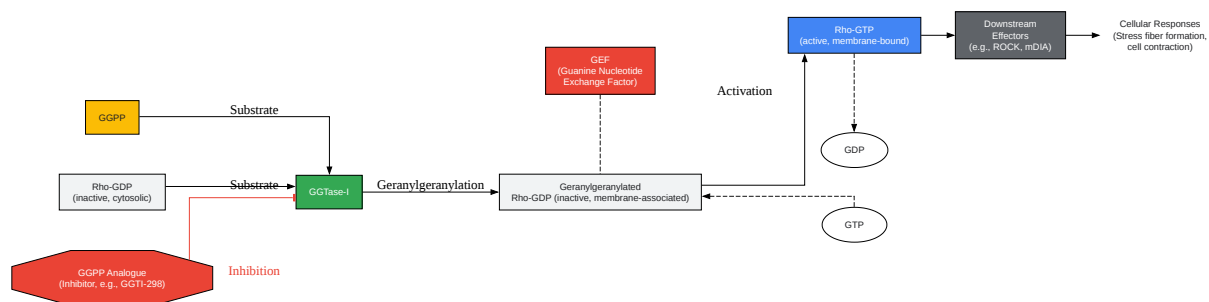 Rho-GTP
(active, membrane-bound)
Downstream
Effectors
(e.g., ROCK, mDIA)
Cellular Responses
(Stress fiber formation,
cell contraction)
GEF
(Guanine Nucleotide
Exchange Factor)
Activation
GGPP
Substrate
GDP
Rho-GDP
(inactive, cytosolic)
Substrate
GGTase-I
Geranylgeranylation
Geranylgeranylated
Rho-GDP (inactive, membrane-associated)
GTP
GGPP Analogue
(Inhibitor, e.g., GGTI-298)
Inhibition